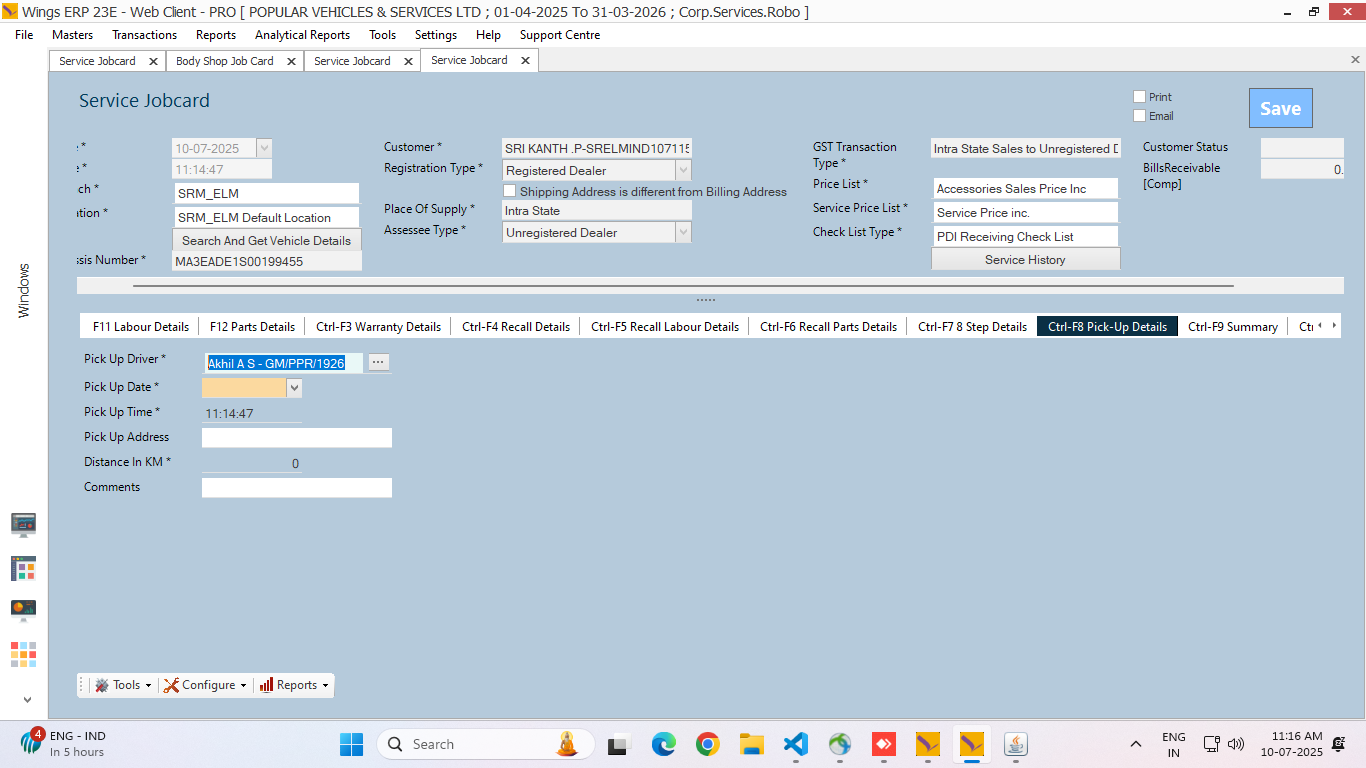 Wings ERP 23E - Web Client - PRO [ POPULAR VEHICLES & SERVICES LTD ; 01-04-2025 To 31-03-2026 ; Corp.Services.Robo ]
File Masters Transactions Reports Analytical Reports Tools Settings Help Support Centre
Service Jobcard Body Shop Job Card Service Jobcard Service Jobcard
Service Jobcard
Print
Email
Save
10-07-2025
11:14:47
SRM_ELM
SRM_ELM Default Location
Search And Get Vehicle Details
MA3EADE1S00199455
Customer * SRI KANTH .P-SRELMIND107115
Registration Type * Registered Dealer
Shipping Address is different from Billing Address
Place Of Supply * Intra State
Assessee Type * Unregistered Dealer
GST Transaction Type * Intra State Sales to Unregistered D
Price List * Accessories Sales Price Inc
Service Price List * Service Price inc.
Check List Type * PDI Receiving Check List
Service History
Customer Status
BillsReceivable [Comp] 0.
Windows
F11 Labour Details F12 Parts Details Ctrl-F3 Warranty Details Ctrl-F4 Recall Details Ctrl-F5 Recall Labour Details Ctrl-F6 Recall Parts Details Ctrl-F7 8 Step Details Ctrl-F8 Pick-Up Details Ctrl-F9 Summary
Pick Up Driver * Akhil A S - GM/PPR/1926 ...
Pick Up Date *
Pick Up Time * 11:14:47
Pick Up Address
Distance In KM * 0
Comments
Tools Configure Reports
4
ENG - IND
In 5 hours
Search
ENG
IN
11:16 AM
10-07-2025